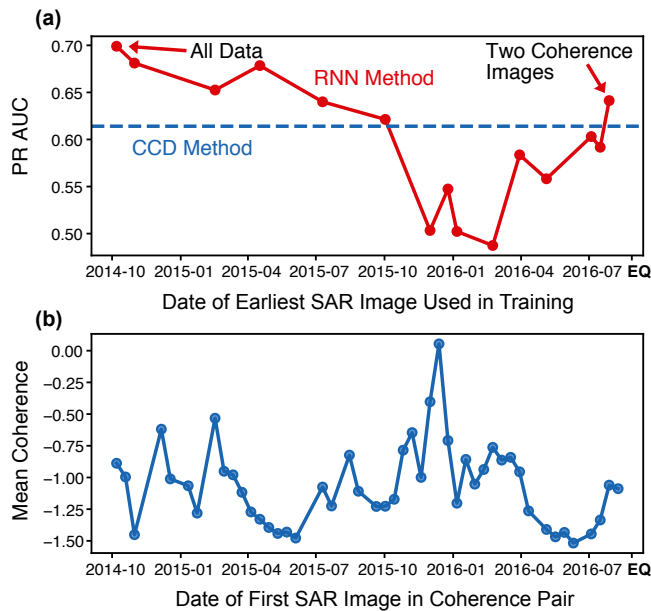 (a)
0.70
All Data
Two Coherence
Images
RNN Method
0.65
PR AUC
0.60
CCD Method
0.55
0.50
2014-10 2015-01 2015-04 2015-07 2015-10 2016-01 2016-04 2016-07 EQ
Date of Earliest SAR Image Used in Training
(b)
0.00
−0.25
−0.50
−0.75
Mean Coherence
−1.00
−1.25
−1.50
2014-10 2015-01 2015-04 2015-07 2015-10 2016-01 2016-04 2016-07 EQ
Date of First SAR Image in Coherence Pair